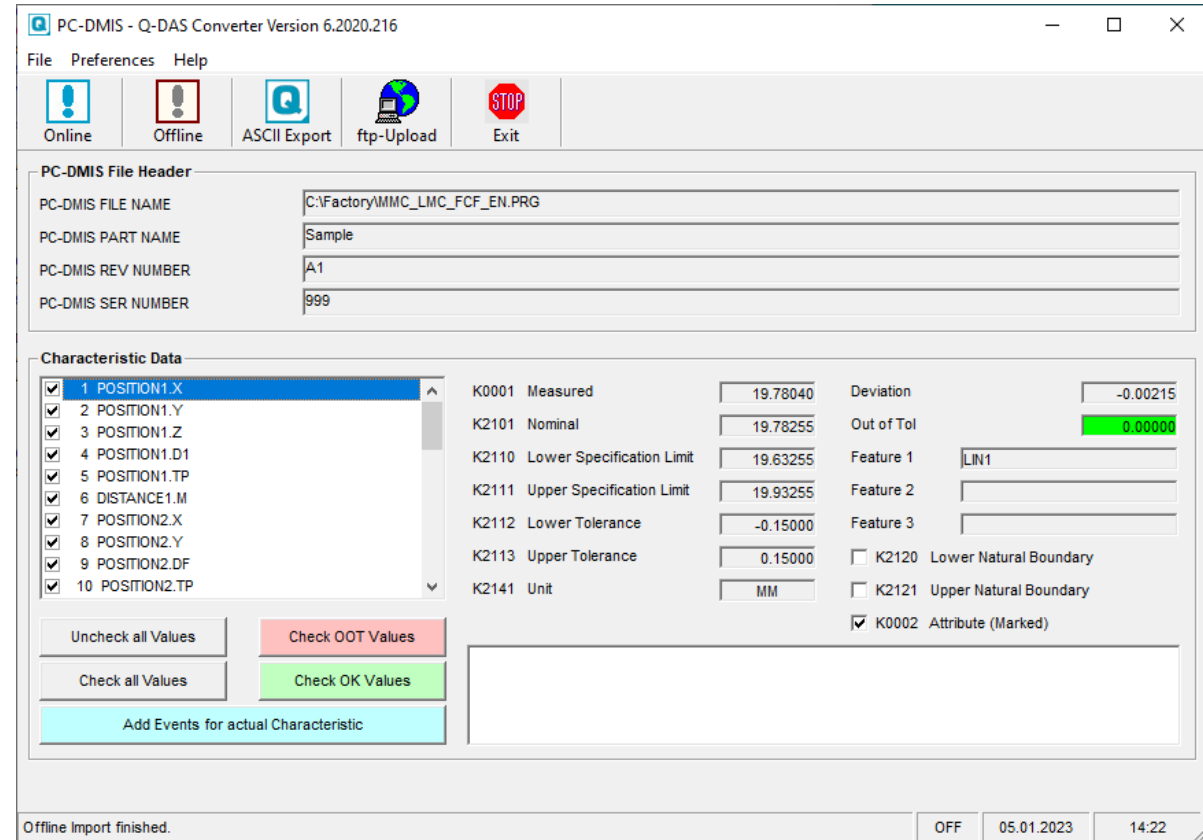 PC-DMIS - Q-DAS Converter Version 6.2020.216
File Preferences Help
Online Offline ASCII Export ftp-Upload STOP Exit
PC-DMIS File Header
PC-DMIS FILE NAME C:\Factory\MMC_LMC_FCF_EN.PRG
PC-DMIS PART NAME Sample
PC-DMIS REV NUMBER A1
PC-DMIS SER NUMBER 999
Characteristic Data
1 POSITION1.X
2 POSITION1.Y
3 POSITION1.Z
4 POSITION1.D1
5 POSITION1.TP
6 DISTANCE1.M
7 POSITION2.X
8 POSITION2.Y
9 POSITION2.DF
10 POSITION2.TP
K0001 Measured 19.78040
K2101 Nominal 19.78255
K2110 Lower Specification Limit 19.63255
K2111 Upper Specification Limit 19.93255
K2112 Lower Tolerance -0.15000
K2113 Upper Tolerance 0.15000
K2141 Unit MM
Deviation -0.00215
Out of Tol 0.00000
Feature 1 LIN1
Feature 2
Feature 3
K2120 Lower Natural Boundary
K2121 Upper Natural Boundary
K0002 Attribute (Marked)
Uncheck all Values Check OOT Values
Check all Values Check OK Values
Add Events for actual Characteristic
Offline Import finished. OFF 05.01.2023 14:22